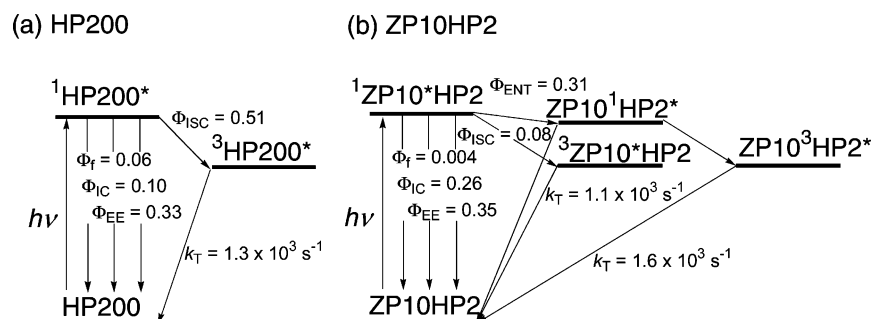 (a) HP200
¹HP200*
Φ_ISC = 0.51
³HP200*
Φ_f = 0.06
Φ_IC = 0.10
Φ_EE = 0.33
hν
k_T = 1.3 x 10³ s⁻¹
HP200
(b) ZP10HP2
¹ZP10*HP2
Φ_ENT = 0.31
ZP10¹HP2*
Φ_ISC = 0.08
³ZP10*HP2
ZP10³HP2*
Φ_f = 0.004
Φ_IC = 0.26
Φ_EE = 0.35
hν
k_T = 1.1 x 10³ s⁻¹
k_T = 1.6 x 10³ s⁻¹
ZP10HP2